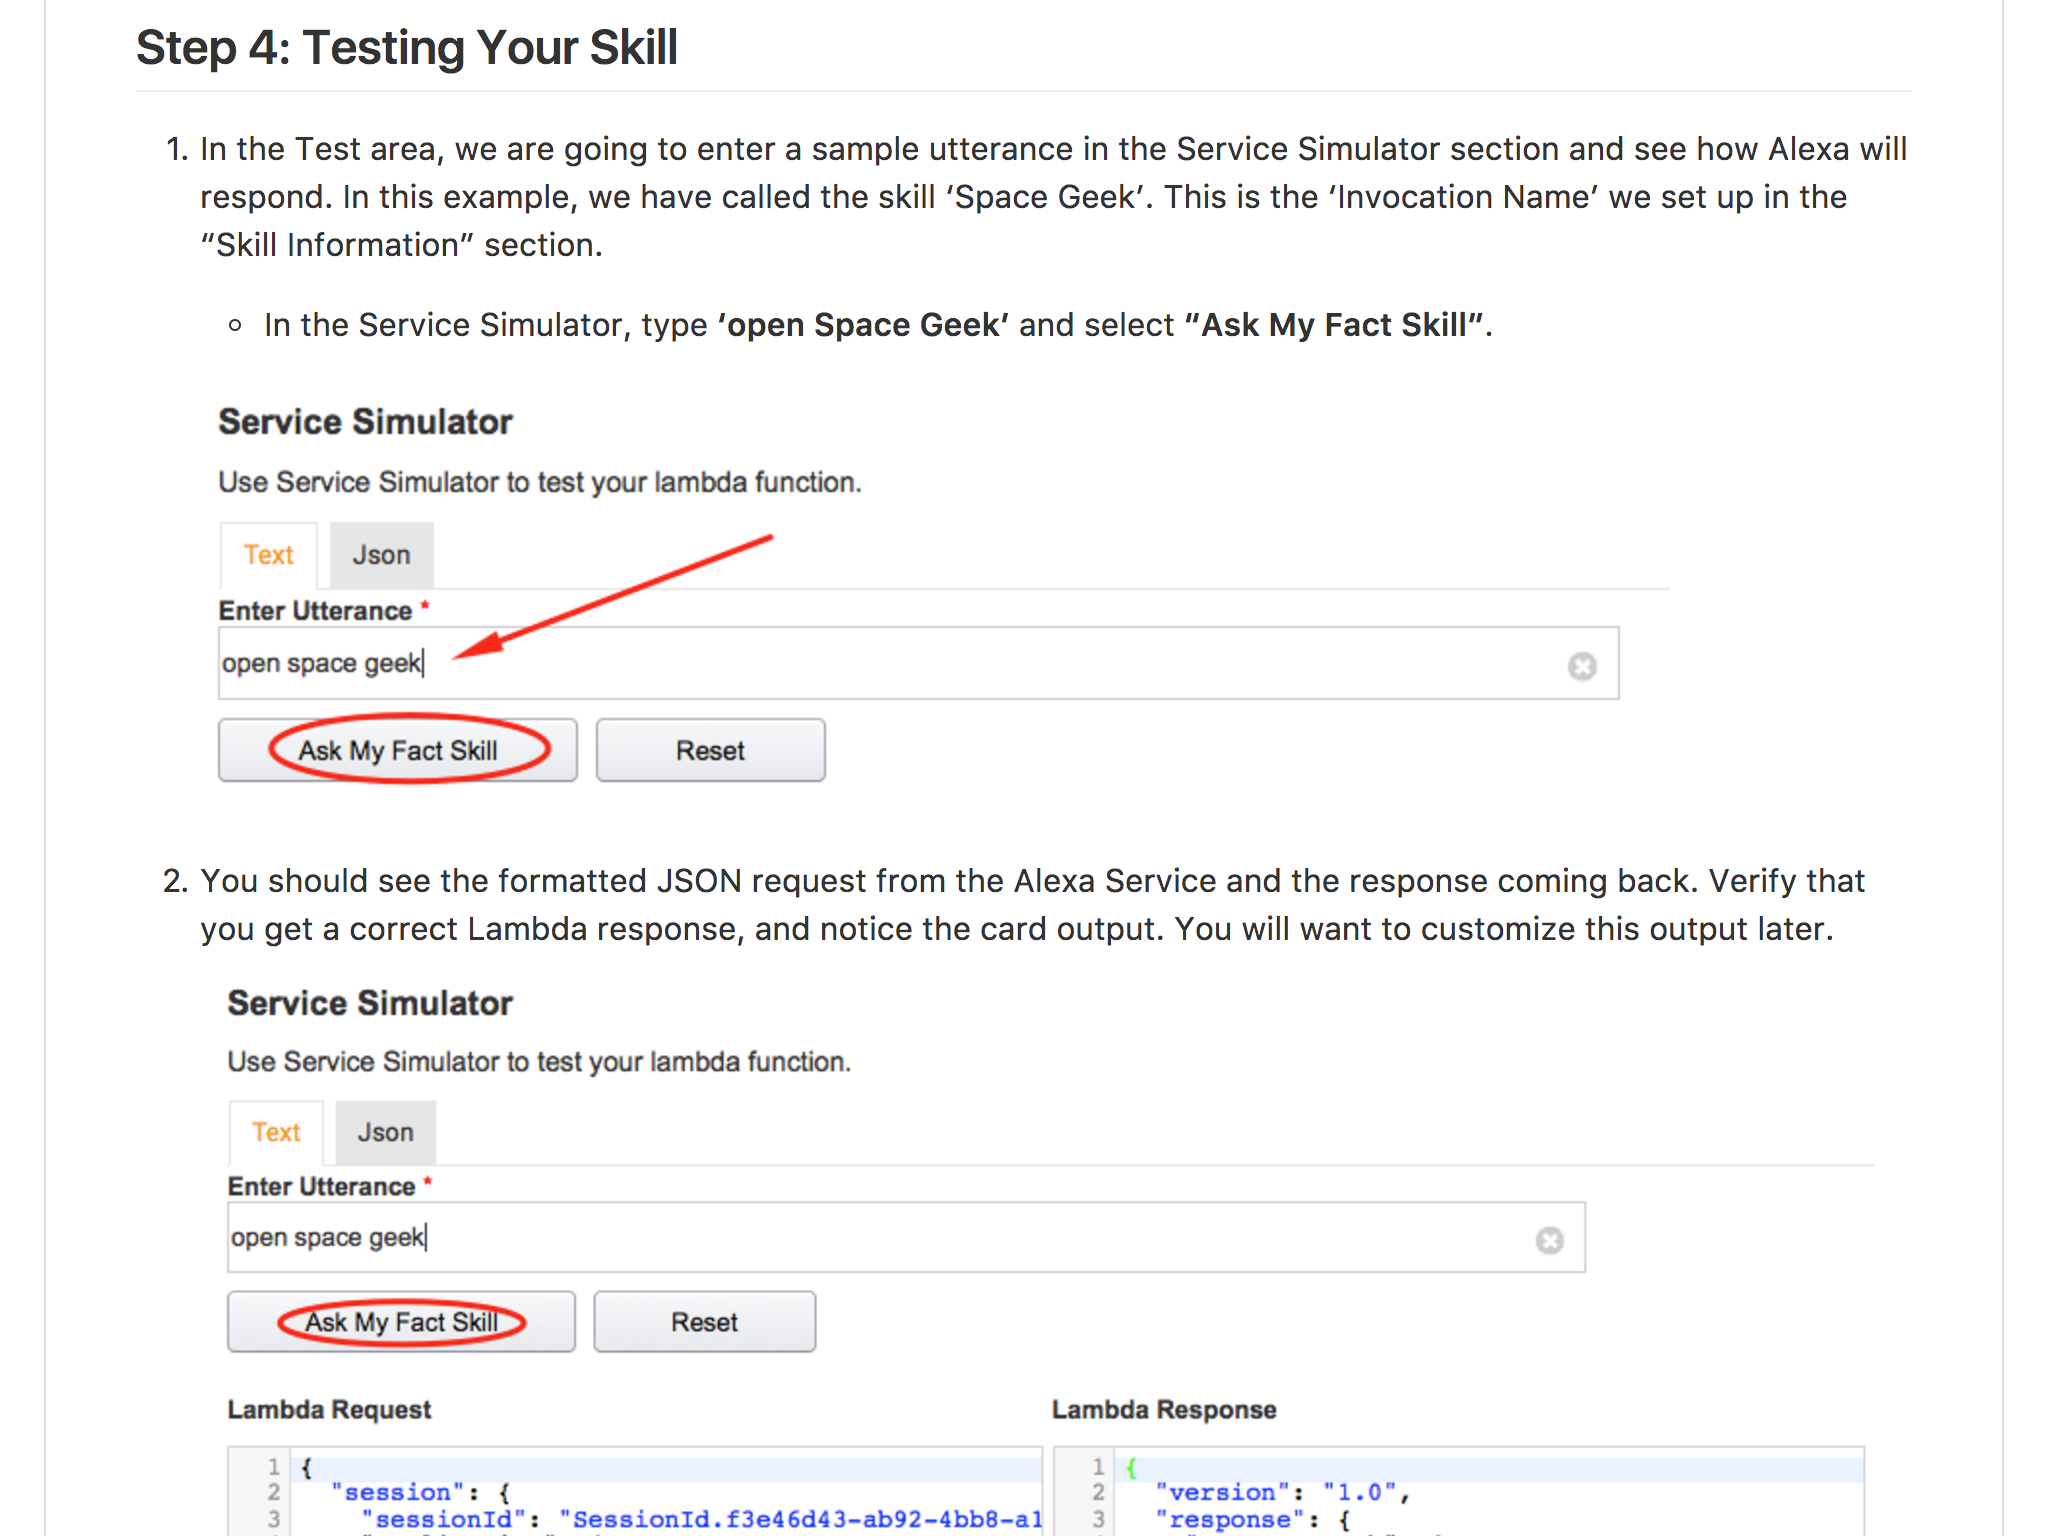 Step 4: Testing Your Skill
1. In the Test area, we are going to enter a sample utterance in the Service Simulator section and see how Alexa will
respond. In this example, we have called the skill ‘Space Geek’. This is the ‘Invocation Name’ we set up in the
“Skill Information” section.
In the Service Simulator, type ‘open Space Geek’ and select “Ask My Fact Skill”.
Service Simulator
Use Service Simulator to test your lambda function.
Text Json
Enter Utterance *
open space geek
Ask My Fact Skill Reset
2. You should see the formatted JSON request from the Alexa Service and the response coming back. Verify that
you get a correct Lambda response, and notice the card output. You will want to customize this output later.
Service Simulator
Use Service Simulator to test your lambda function.
Text Json
Enter Utterance *
open space geek
Ask My Fact Skill Reset
Lambda Request
1 {
2 "session": {
3 "sessionId": "SessionId.f3e46d43-ab92-4bb8-a1
Lambda Response
1 {
2 "version": "1.0",
3 "response": {